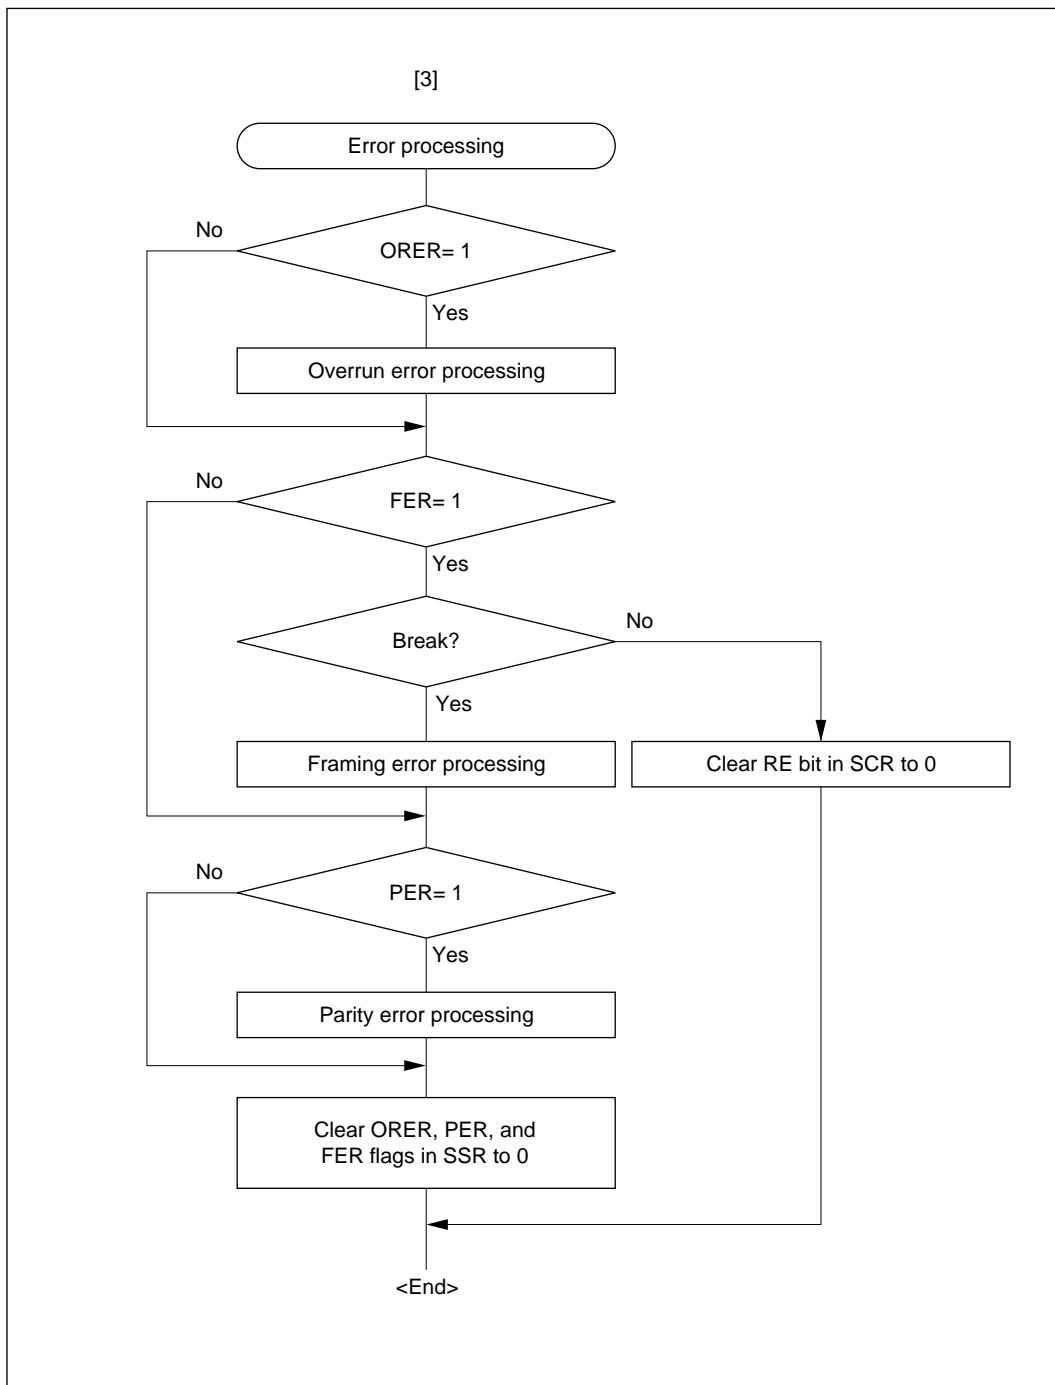 [3]
Error processing
No
ORER= 1
Yes
Overrun error processing
No
FER= 1
Yes
No
Break?
Yes
Framing error processing
Clear RE bit in SCR to 0
No
PER= 1
Yes
Parity error processing
Clear ORER, PER, and
FER flags in SSR to 0
<End>